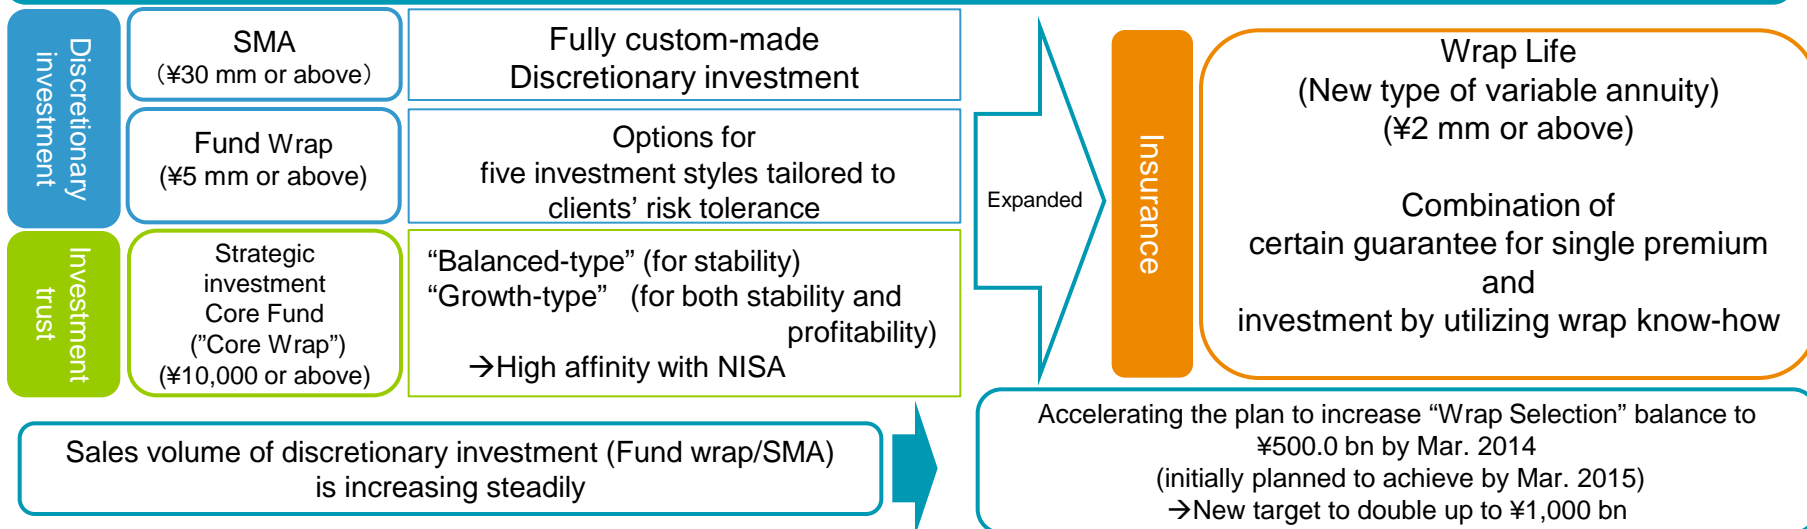 Discretionary
investment
SMA
（¥30 mm or above）
Fully custom-made
Discretionary investment
Fund Wrap
(¥5 mm or above)
Options for
five investment styles tailored to
clients’ risk tolerance
Investment
trust
Strategic
investment
Core Fund
(”Core Wrap”)
(¥10,000 or above)
“Balanced-type” (for stability)
“Growth-type” (for both stability and
profitability)
→High affinity with NISA
Expanded
Insurance
Wrap Life
(New type of variable annuity)
(¥2 mm or above)
Combination of
certain guarantee for single premium
and
investment by utilizing wrap know-how
Sales volume of discretionary investment (Fund wrap/SMA)
is increasing steadily
Accelerating the plan to increase “Wrap Selection” balance to
¥500.0 bn by Mar. 2014
(initially planned to achieve by Mar. 2015)
→New target to double up to ¥1,000 bn